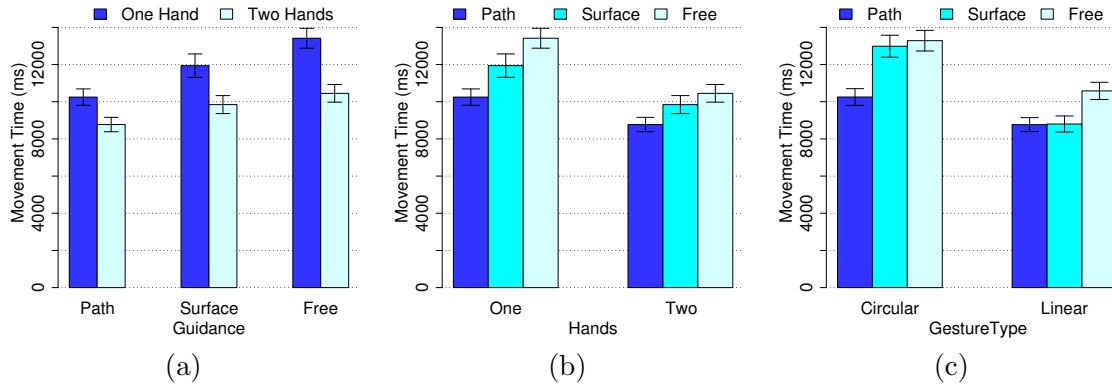 One Hand Two Hands
Movement Time (ms)
0 4000 8000 12000
Path Surface Free
Guidance
(a)
Path Surface Free
Movement Time (ms)
0 4000 8000 12000
One Two
Hands
(b)
Path Surface Free
Movement Time (ms)
0 4000 8000 12000
Circular Linear
GestureType
(c)